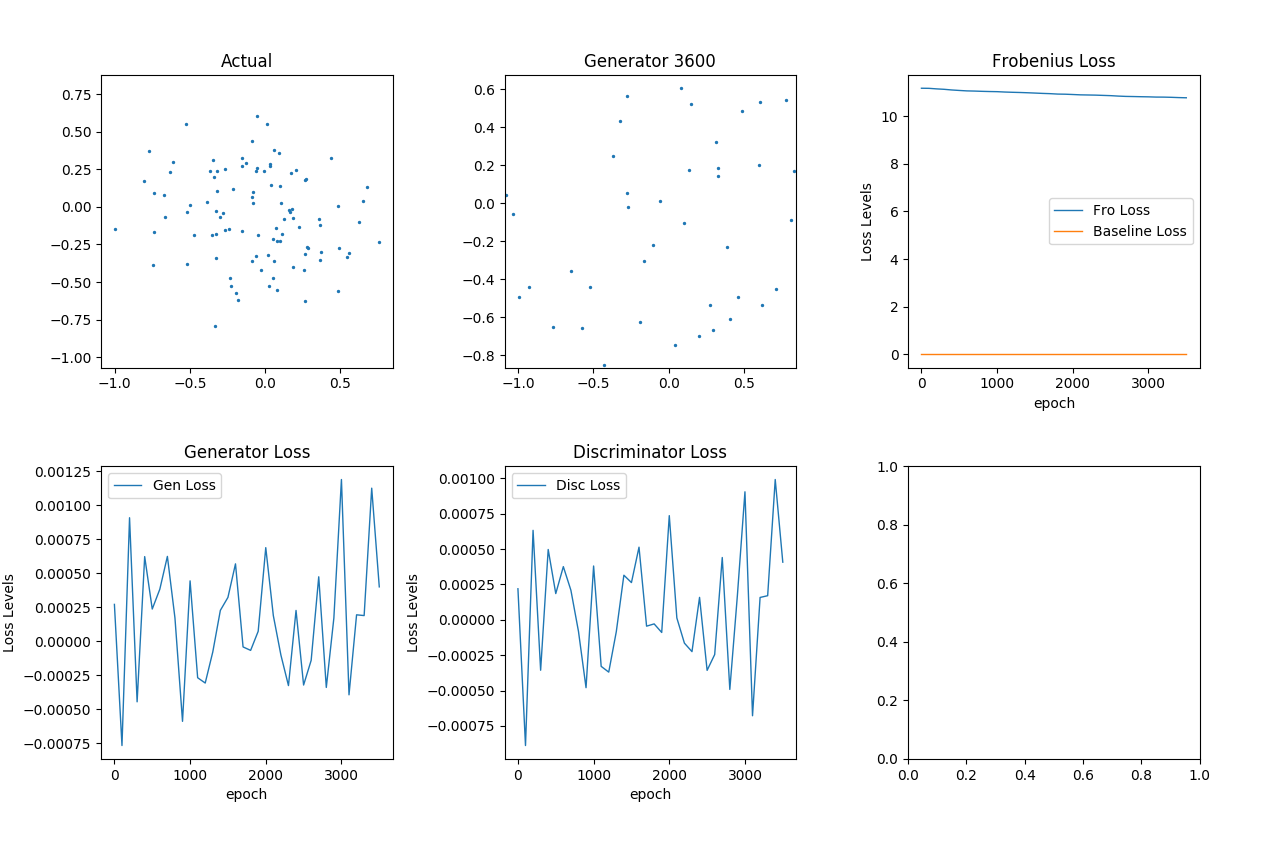 Actual
0.75
0.50
0.25
0.00
−0.25
−0.50
−0.75
−1.00
−1.0 −0.5 0.0 0.5
Generator 3600
0.6
0.4
0.2
0.0
−0.2
−0.4
−0.6
−0.8
−1.0 −0.5 0.0 0.5
Frobenius Loss
Loss Levels
10
8
6
4
2
0
Fro Loss
Baseline Loss
0 1000 2000 3000
epoch
Generator Loss
Loss Levels
0.00125
0.00100
0.00075
0.00050
0.00025
0.00000
−0.00025
−0.00050
−0.00075
Gen Loss
0 1000 2000 3000
epoch
Discriminator Loss
Loss Levels
0.00100
0.00075
0.00050
0.00025
0.00000
−0.00025
−0.00050
−0.00075
Disc Loss
0 1000 2000 3000
epoch
1.0
0.8
0.6
0.4
0.2
0.0
0.0 0.2 0.4 0.6 0.8 1.0